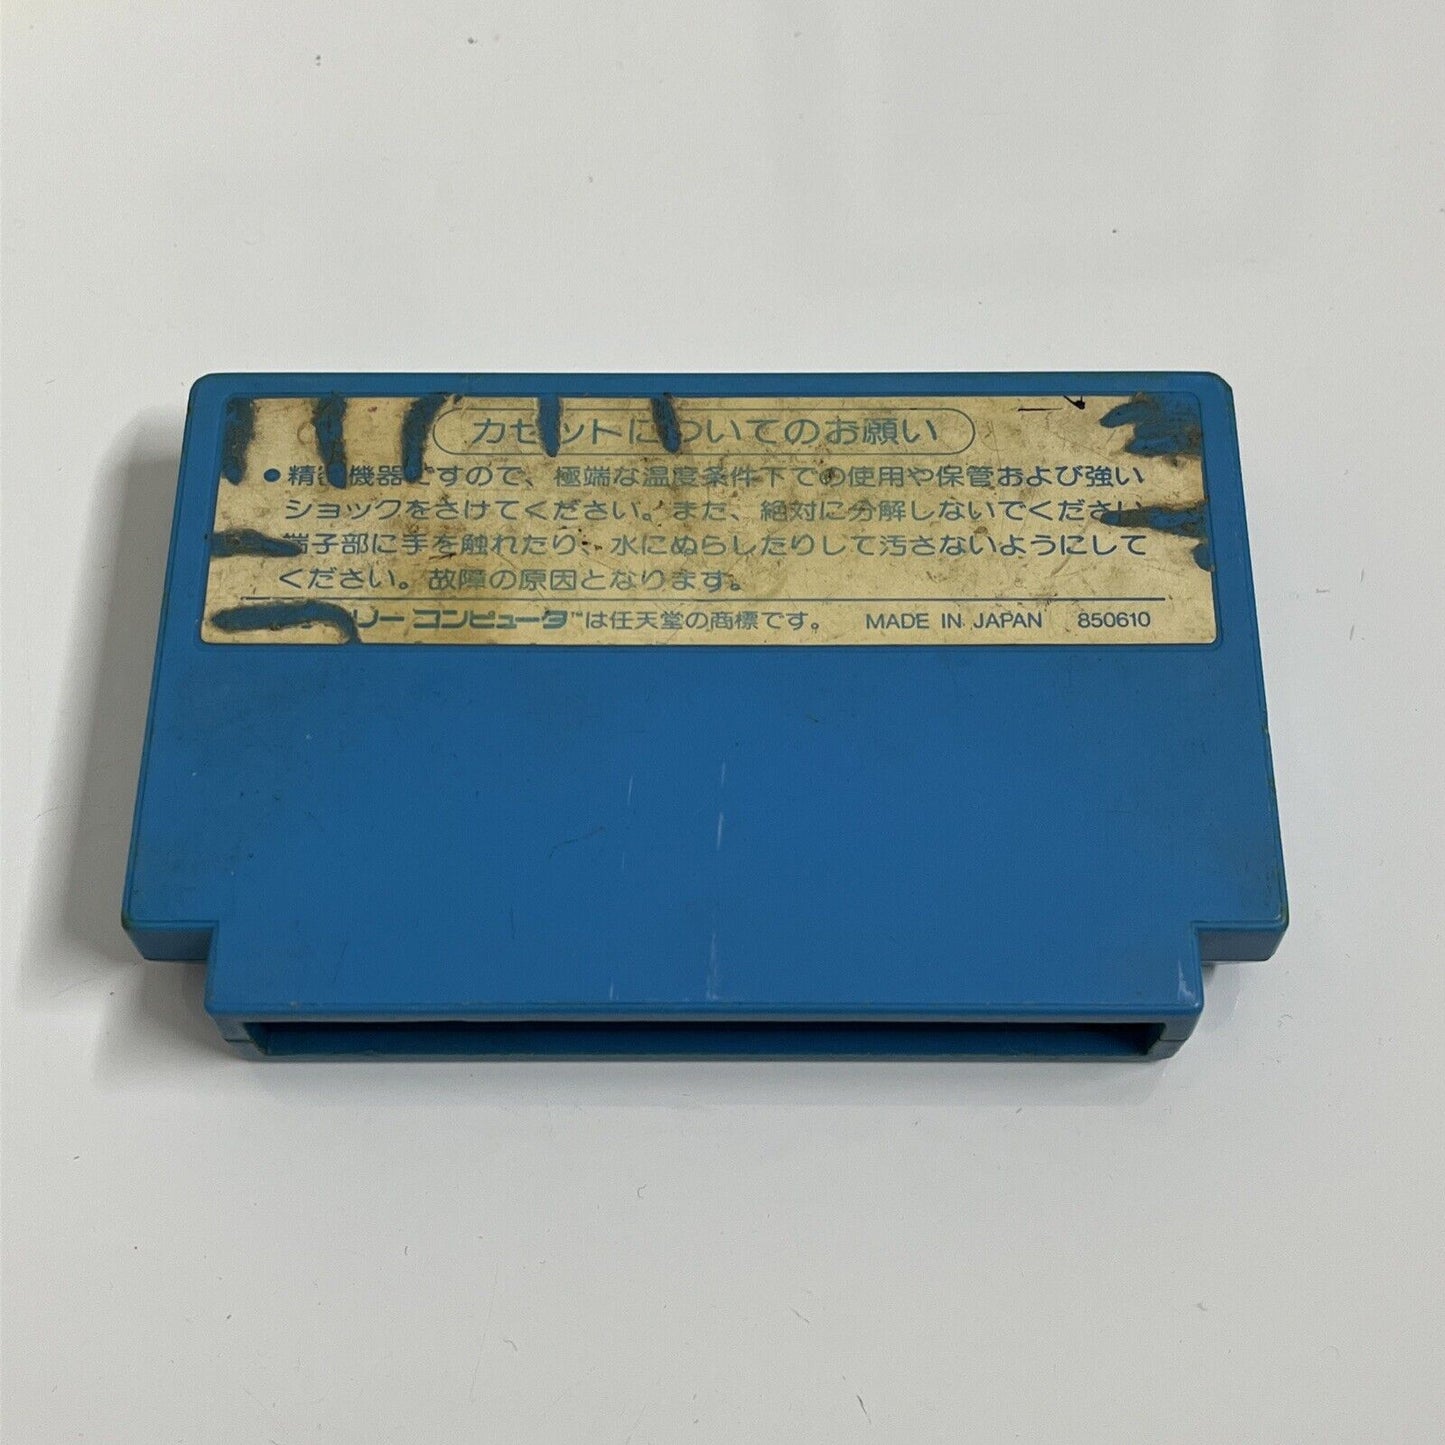 カセットについてのお願い
●精密機器ですので、極端な温度条件下での使用や保管および強い
ショックをさけてください。また、絶対に分解しないでください
端子部に手を触れたり、水にぬらしたりして汚さないようにして
ください。故障の原因となります。
リー コンピュータ™は任天堂の商標です。 MADE IN JAPAN 850610